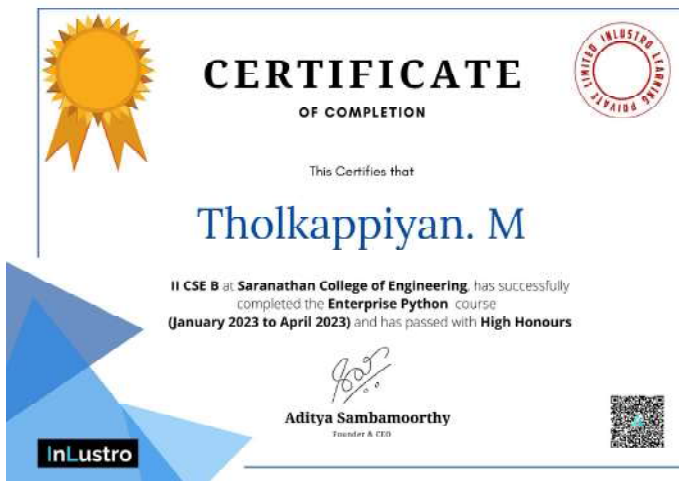 CERTIFICATE
OF COMPLETION
INLUSTRO LEARNING PRIVATE LIMITED
This Certifies that
Tholkappiyan. M
II CSE B at Saranathan College of Engineering, has successfully
completed the Enterprise Python course
(January 2023 to April 2023) and has passed with High Honours
Aditya Sambamoorthy
Founder & CEO
InLustro